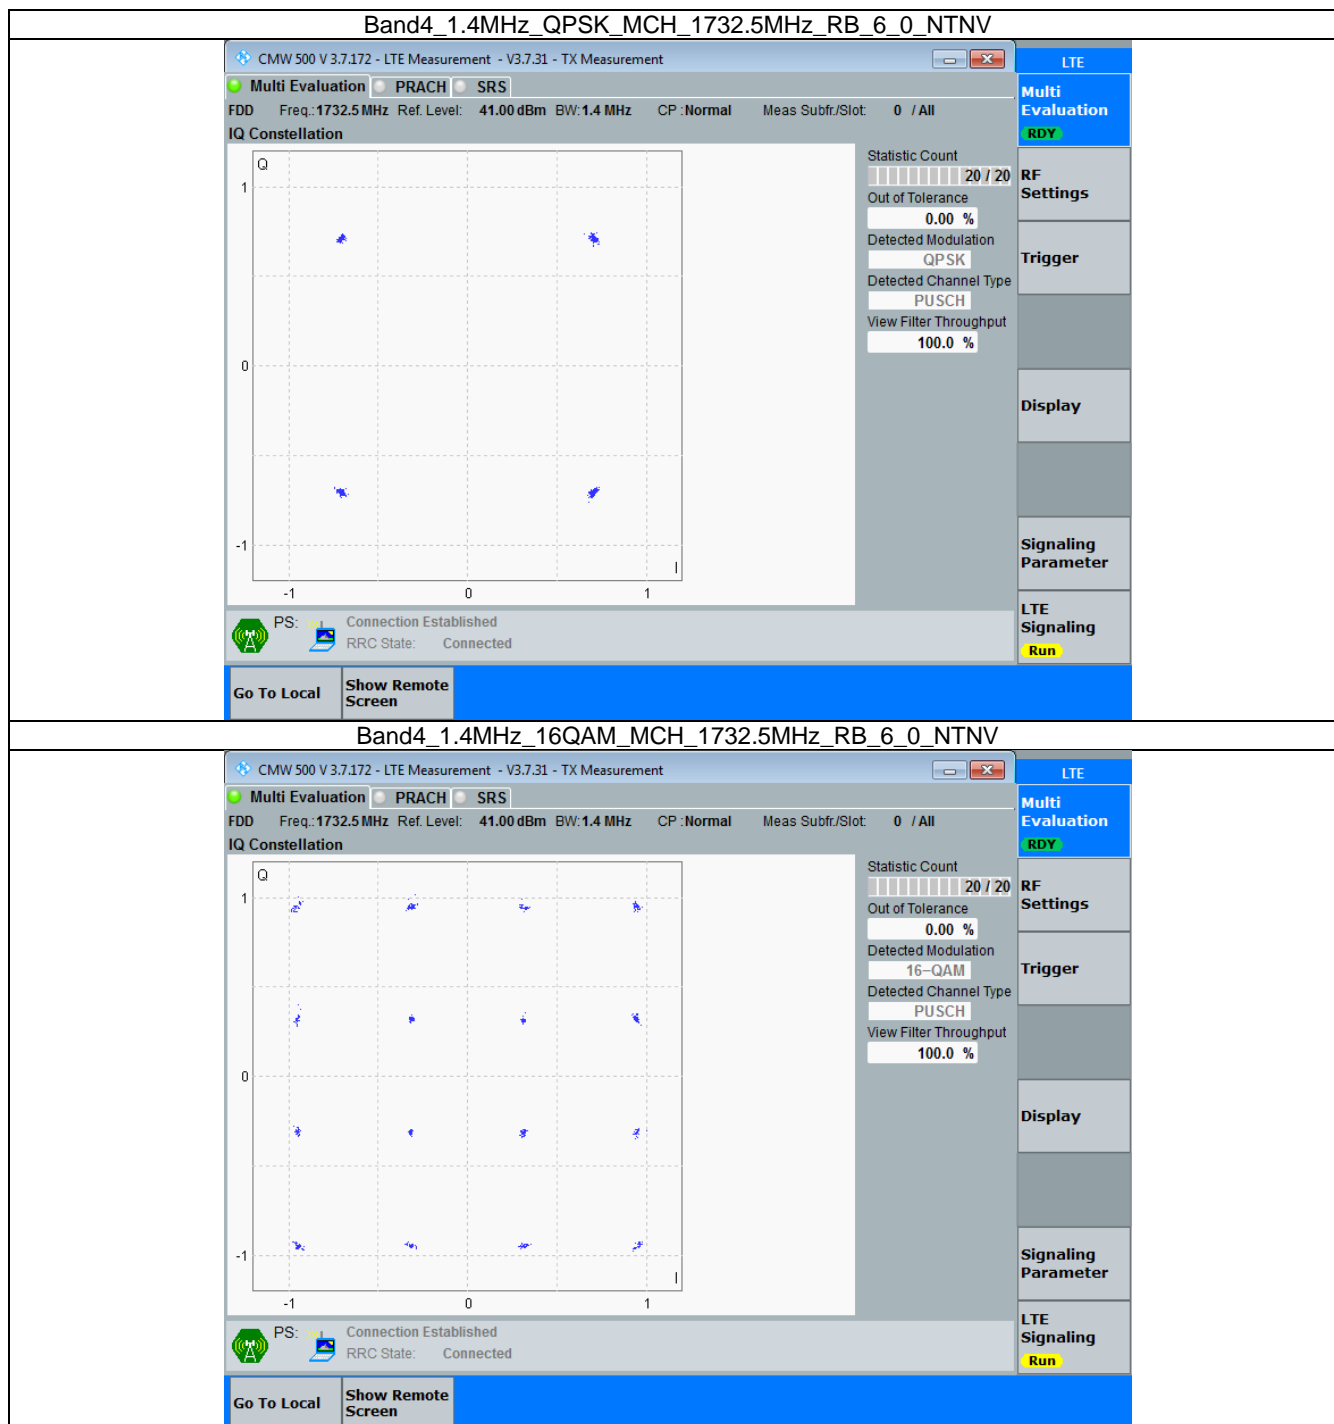 Band4_1.4MHz_QPSK_MCH_1732.5MHz_RB_6_0_NTNV
CMW 500 V 3.7.172 - LTE Measurement - V3.7.31 - TX Measurement
LTE
Multi Evaluation PRACH SRS
Multi
Evaluation
RDY
FDD Freq.: 1732.5 MHz Ref. Level: 41.00 dBm BW: 1.4 MHz CP : Normal Meas Subfr./Slot: 0 / All
IQ Constellation
Q
1
0
-1
I
-1 0 1
Statistic Count
20 / 20
Out of Tolerance
0.00 %
Detected Modulation
QPSK
Detected Channel Type
PUSCH
View Filter Throughput
100.0 %
RF
Settings
Trigger
Display
Signaling
Parameter
LTE
Signaling
Run
PS: Connection Established
RRC State: Connected
Go To Local Show Remote
Screen
Band4_1.4MHz_16QAM_MCH_1732.5MHz_RB_6_0_NTNV
CMW 500 V 3.7.172 - LTE Measurement - V3.7.31 - TX Measurement
LTE
Multi Evaluation PRACH SRS
Multi
Evaluation
RDY
FDD Freq.: 1732.5 MHz Ref. Level: 41.00 dBm BW: 1.4 MHz CP : Normal Meas Subfr./Slot: 0 / All
IQ Constellation
Q
1
0
-1
I
-1 0 1
Statistic Count
20 / 20
Out of Tolerance
0.00 %
Detected Modulation
16-QAM
Detected Channel Type
PUSCH
View Filter Throughput
100.0 %
RF
Settings
Trigger
Display
Signaling
Parameter
LTE
Signaling
Run
PS: Connection Established
RRC State: Connected
Go To Local Show Remote
Screen